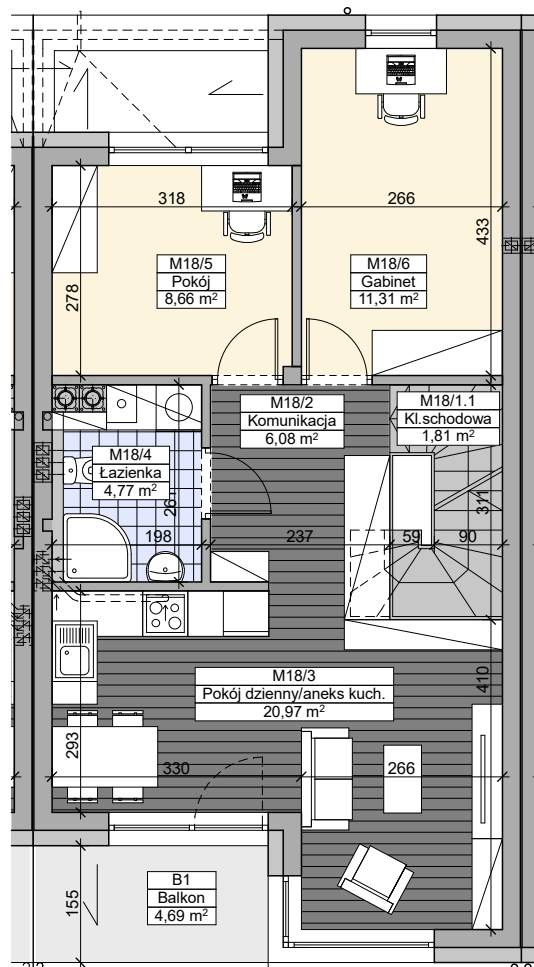 318
266
433
M18/5
Pokój
8,66 m²
M18/6
Gabinet
11,31 m²
278
M18/2
Komunikacja
6,08 m²
M18/1.1
Kl.schodowa
1,81 m²
M18/4
Łazienka
4,77 m²
261
311
198
237
59
90
M18/3
Pokój dzienny/aneks kuch.
20,97 m²
410
293
330
266
B1
Balkon
4,69 m²
155